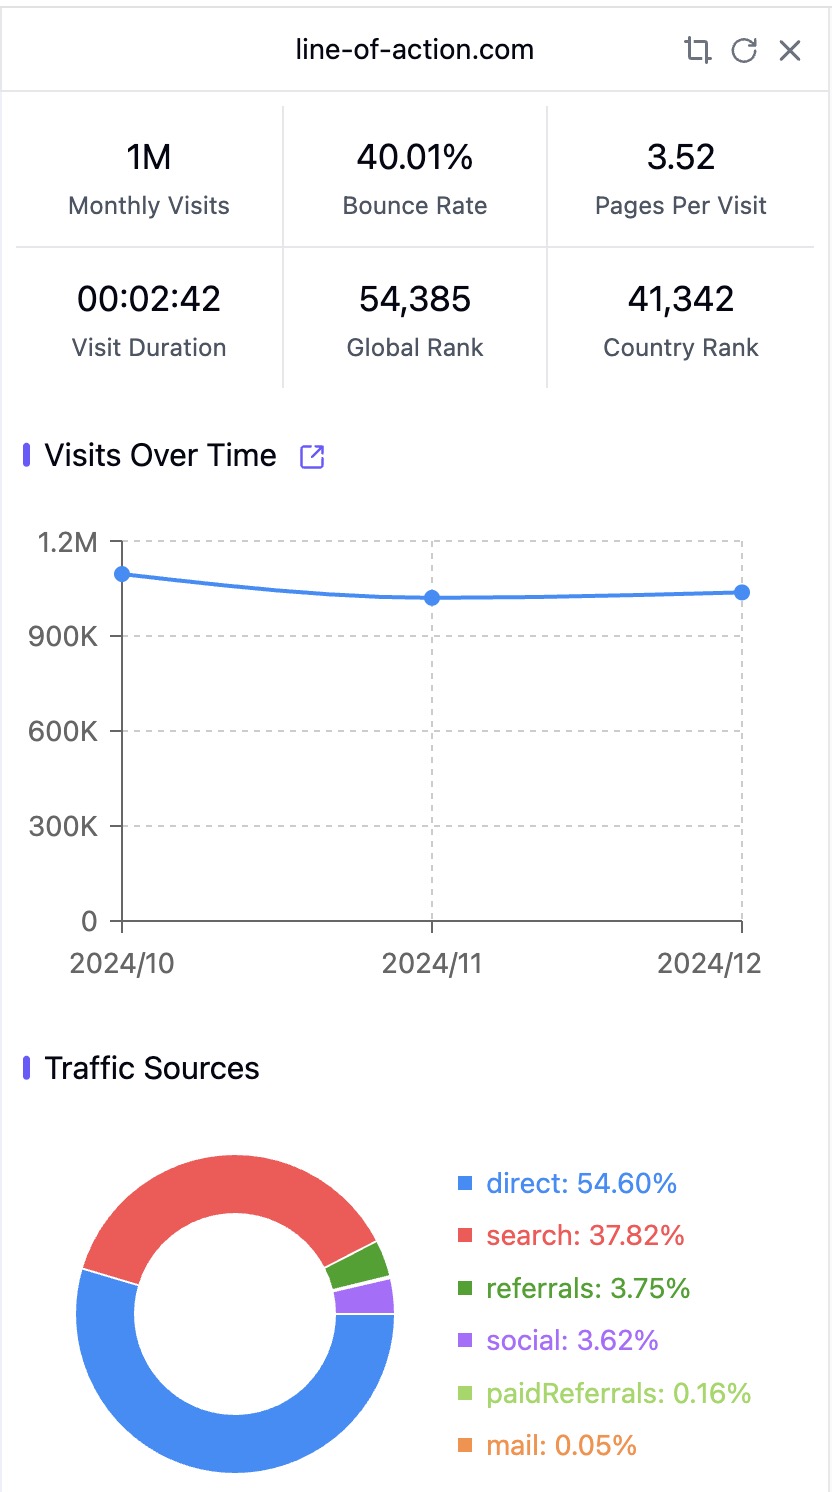 line-of-action.com
1M
40.01%
3.52
Monthly Visits
Bounce Rate
Pages Per Visit
00:02:42
54,385
41,342
Visit Duration
Global Rank
Country Rank
Visits Over Time
1.2M
900K
600K
300K
0
2024/10
2024/11
2024/12
Traffic Sources
direct: 54.60%
search: 37.82%
referrals: 3.75%
social: 3.62%
paidReferrals: 0.16%
mail: 0.05%